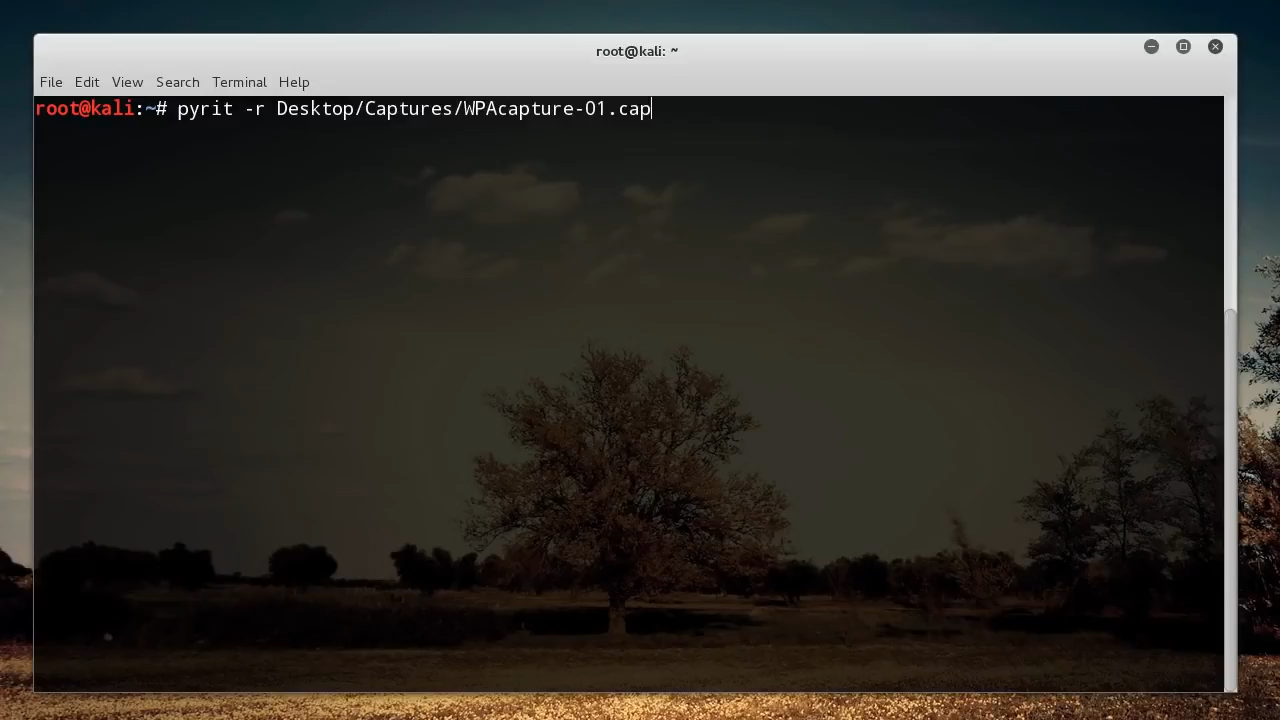 root@kali: ~
File Edit View Search Terminal Help
root@kali:~# pyrit -r Desktop/Captures/WPAcapture-01.cap